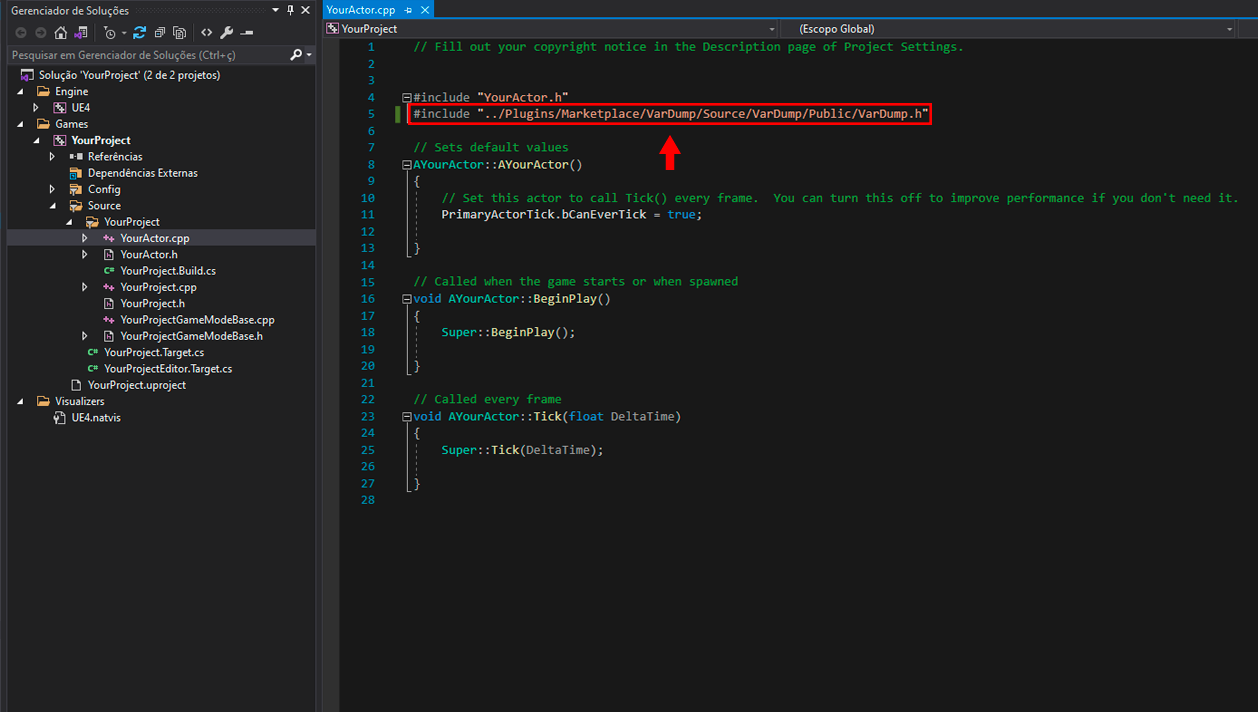 Gerenciador de Soluções
Pesquisar em Gerenciador de Soluções (Ctrl+ç)
Solução 'YourProject' (2 de 2 projetos)
Engine
UE4
Games
YourProject
Referências
Dependências Externas
Config
Source
YourProject
YourActor.cpp
YourActor.h
YourProject.Build.cs
YourProject.cpp
YourProject.h
YourProjectGameModeBase.cpp
YourProjectGameModeBase.h
YourProject.Target.cs
YourProjectEditor.Target.cs
YourProject.uproject
Visualizers
UE4.natvis
YourActor.cpp
YourProject
(Escopo Global)
1 // Fill out your copyright notice in the Description page of Project Settings.
2
3
4 #include "YourActor.h"
5 #include "../Plugins/Marketplace/VarDump/Source/VarDump/Public/VarDump.h"
6
7 // Sets default values
8 AYourActor::AYourActor()
9 {
10 // Set this actor to call Tick() every frame.  You can turn this off to improve performance if you don't need it.
11 PrimaryActorTick.bCanEverTick = true;
12
13 }
14
15 // Called when the game starts or when spawned
16 void AYourActor::BeginPlay()
17 {
18 Super::BeginPlay();
19
20 }
21
22 // Called every frame
23 void AYourActor::Tick(float DeltaTime)
24 {
25 Super::Tick(DeltaTime);
26
27 }
28